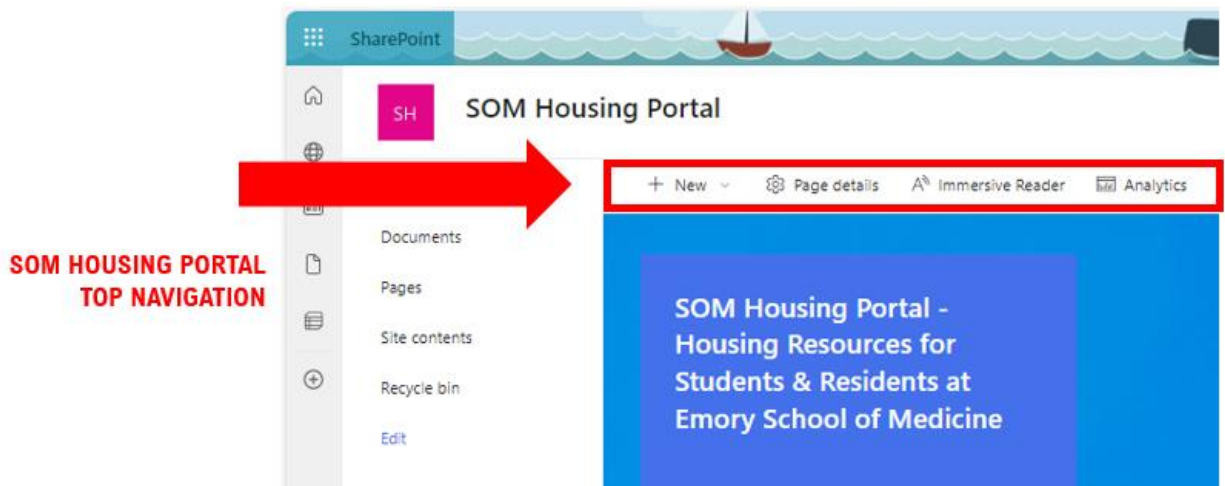 SharePoint
SH
SOM Housing Portal
+ New
Page details
Immersive Reader
Analytics
SOM HOUSING PORTAL
TOP NAVIGATION
Documents
Pages
Site contents
Recycle bin
Edit
SOM Housing Portal -
Housing Resources for
Students & Residents at
Emory School of Medicine